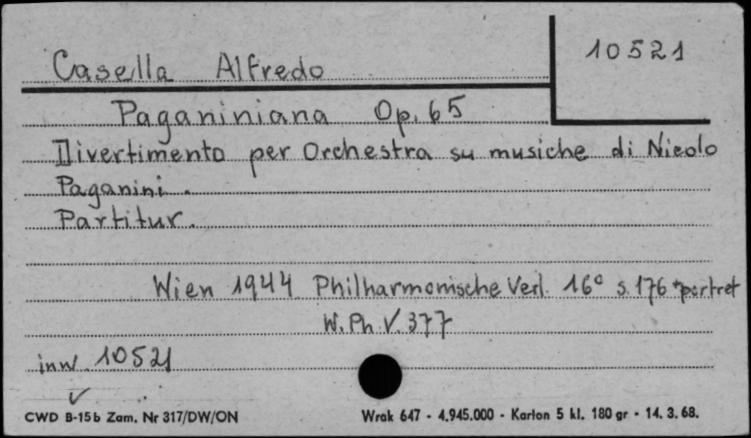 10521
Casella Alfredo
Paganiniana Op. 65
Divertimento per Orchestra su musiche di Nicolo
Paganini.
Partitur.
Wien 1944 Philharmonische Verl. 16° s. 176 + portret
W. Ph. V. 377
inw. 10521
CWD B-15b Zam. Nr 317/DW/ON Wrak 647 - 4.945.000 - Karton 5 kl. 180 gr - 14. 3. 68.